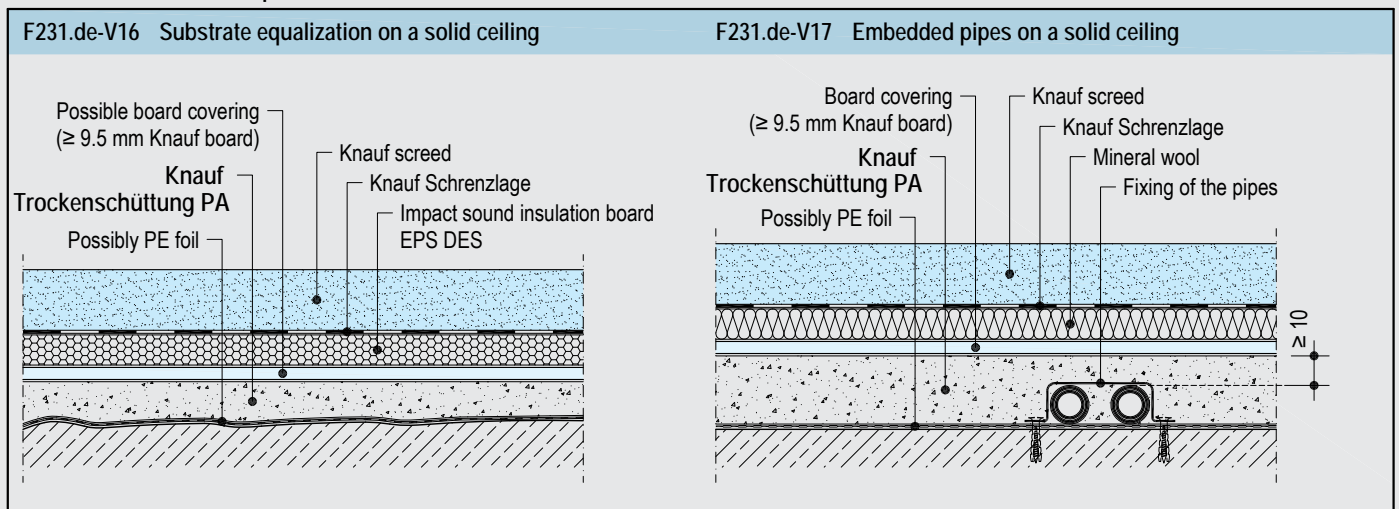 F231.de-V16 Substrate equalization on a solid ceiling
Possible board covering
(≥ 9.5 mm Knauf board)
Knauf
Trockenschüttung PA
Possibly PE foil
Knauf screed
Knauf Schrenzlage
Impact sound insulation board
EPS DES
F231.de-V17 Embedded pipes on a solid ceiling
Board covering
(≥ 9.5 mm Knauf board)
Knauf
Trockenschüttung PA
Possibly PE foil
Knauf screed
Knauf Schrenzlage
Mineral wool
Fixing of the pipes
≥ 10